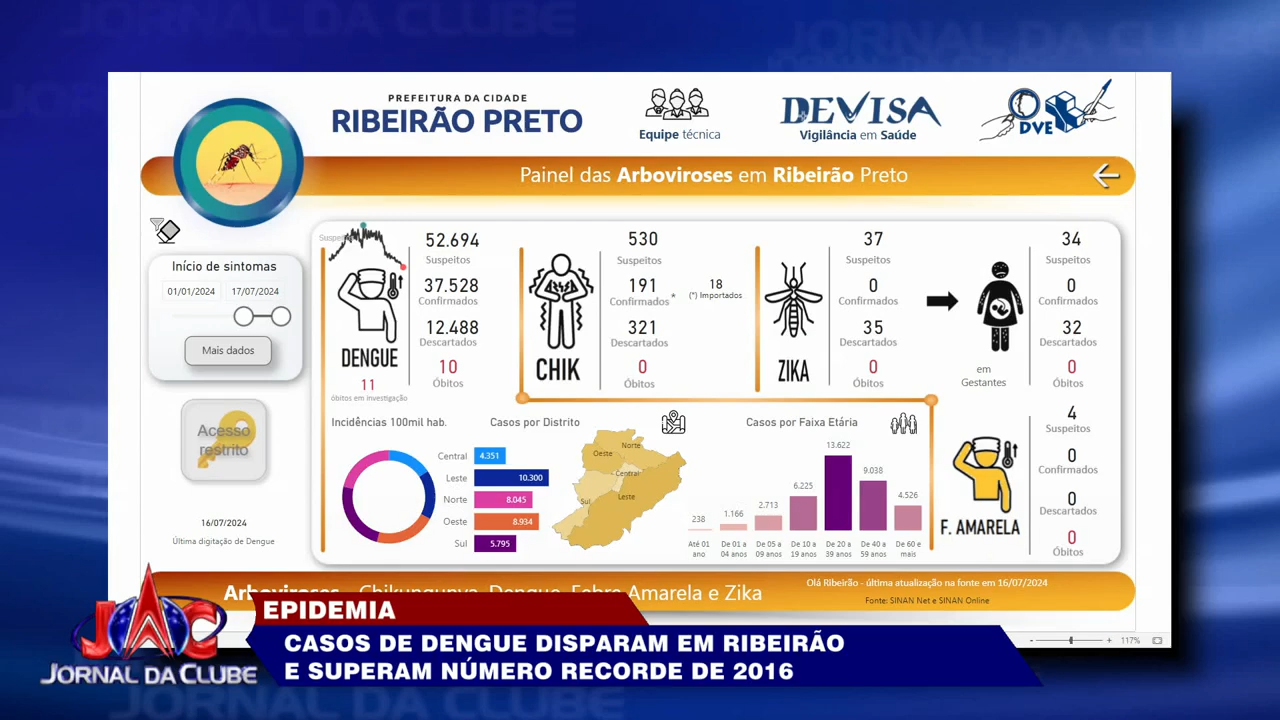 JORNAL DA CLUBE
JORNAL DA CLUBE
PREFEITURA DA CIDADE
RIBEIRÃO PRETO
Equipe técnica
DEVISA
Vigilância em Saúde
DVE
Painel das Arboviroses em Ribeirão Preto
Início de sintomas
01/01/2024
17/07/2024
Mais dados
Acesso
restrito
16/07/2024
Última digitação de Dengue
52.694
Suspeitos
37.528
Confirmados
12.488
Descartados
10
Óbitos
DENGUE
11
óbitos em investigação
530
Suspeitos
191
Confirmados *
18
(*) Importados
321
Descartados
0
Óbitos
CHIK
37
Suspeitos
0
Confirmados
35
Descartados
0
Óbitos
ZIKA
em
Gestantes
34
Suspeitos
0
Confirmados
32
Descartados
0
Óbitos
Incidências 100mil hab.
Casos por Distrito
Central 4.351
Leste 10.300
Norte 8.045
Oeste 8.934
Sul 5.795
Norte
Oeste
Central
Sul
Leste
Casos por Faixa Etária
238
1.166
2.713
6.225
13.622
9.038
4.526
Até 01 ano
De 01 a 04 anos
De 05 a 09 anos
De 10 a 19 anos
De 20 a 39 anos
De 40 a 59 anos
De 60 e mais
4
Suspeitos
0
Confirmados
0
Descartados
0
Óbitos
F. AMARELA
Arboviroses - Chikungunya, Dengue, Febre Amarela e Zika
Olá Ribeirão - última atualização na fonte em 16/07/2024
Fonte: SINAN Net e SINAN Online
- + 117%
JAC
JORNAL DA CLUBE
EPIDEMIA
CASOS DE DENGUE DISPARAM EM RIBEIRÃO
E SUPERAM NÚMERO RECORDE DE 2016
JORNAL DA CLUBE